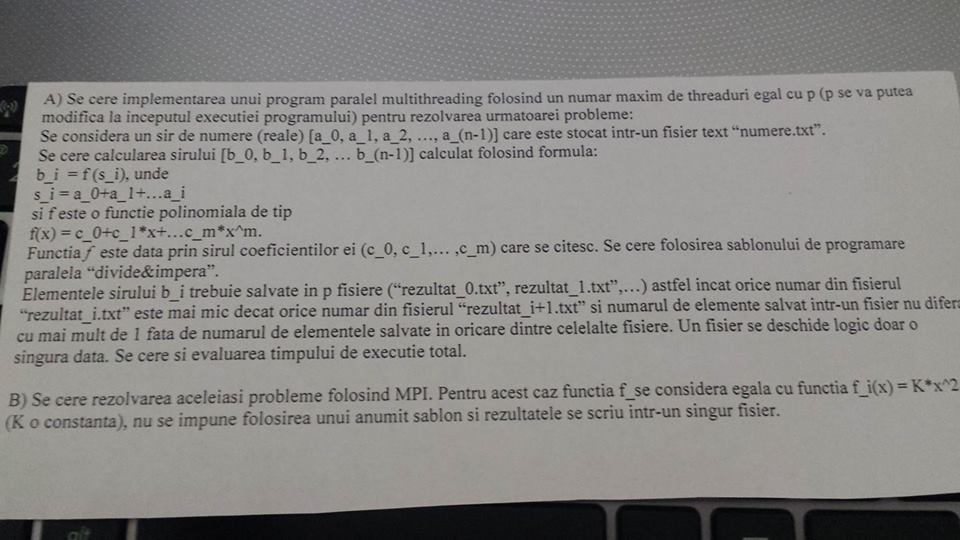 A) Se cere implementarea unui program paralel multithreading folosind un numar maxim de threaduri egal cu p (p se va putea
modifica la inceputul executiei programului) pentru rezolvarea urmatoarei probleme:
Se considera un sir de numere (reale) [a_0, a_1, a_2, ..., a_(n-1)] care este stocat intr-un fisier text “numere.txt”.
Se cere calcularea sirului [b_0, b_1, b_2, ... b_(n-1)] calculat folosind formula:
b_i = f (s_i), unde
s_i = a_0+a_1+...a_i
si f este o functie polinomiala de tip
f(x) = c_0+c_1*x+...c_m*x^m.
Functia f este data prin sirul coeficientilor ei (c_0, c_1,... ,c_m) care se citesc. Se cere folosirea sablonului de programare
paralela “divide&impera”.
Elementele sirului b_i trebuie salvate in p fisiere (“rezultat_0.txt”, rezultat_1.txt”,...) astfel incat orice numar din fisierul
“rezultat_i.txt” este mai mic decat orice numar din fisierul “rezultat_i+1.txt” si numarul de elemente salvat intr-un fisier nu difera
cu mai mult de 1 fata de numarul de elementele salvate in oricare dintre celelalte fisiere. Un fisier se deschide logic doar o
singura data. Se cere si evaluarea timpului de executie total.
B) Se cere rezolvarea aceleiasi probleme folosind MPI. Pentru acest caz functia f_se considera egala cu functia f_i(x) = K*x^2
(K o constanta), nu se impune folosirea unui anumit sablon si rezultatele se scriu intr-un singur fisier.
alt